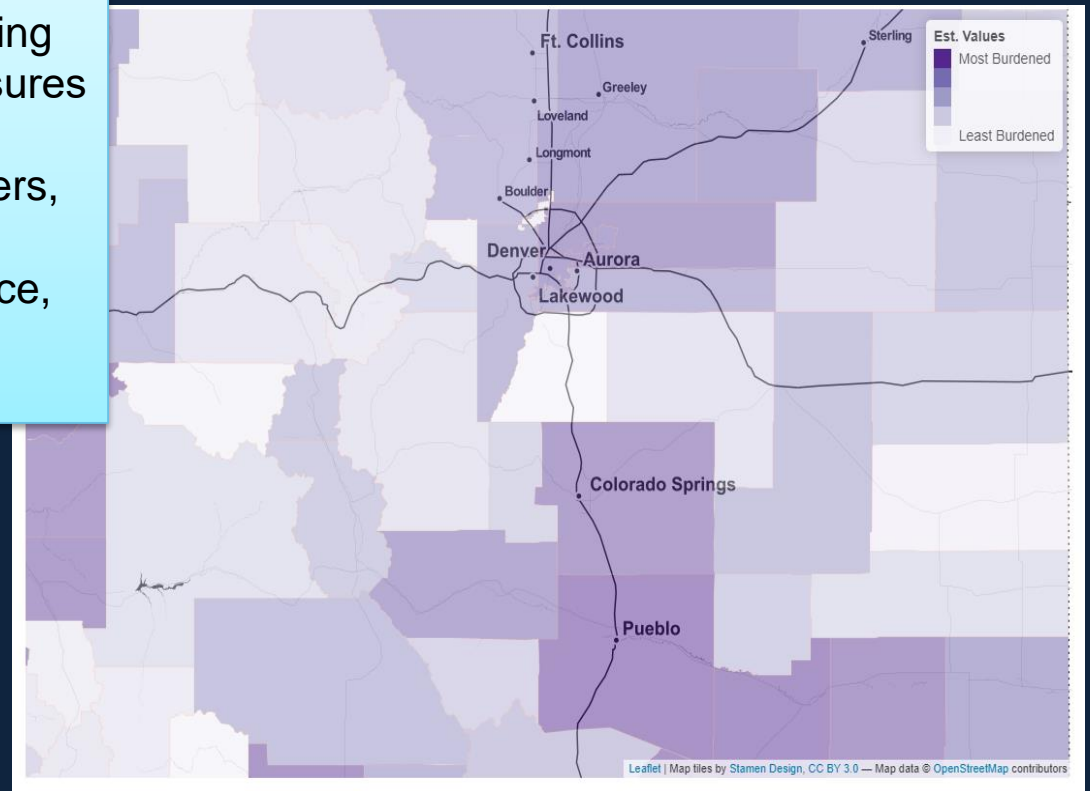 ing
sures
ers,
ce,
Ft. Collins
Sterling
Greeley
Loveland
Longmont
Boulder
Denver
Aurora
Lakewood
Colorado Springs
Pueblo
Est. Values
Most Burdened
Least Burdened
Leaflet | Map tiles by Stamen Design, CC BY 3.0 — Map data © OpenStreetMap contributors